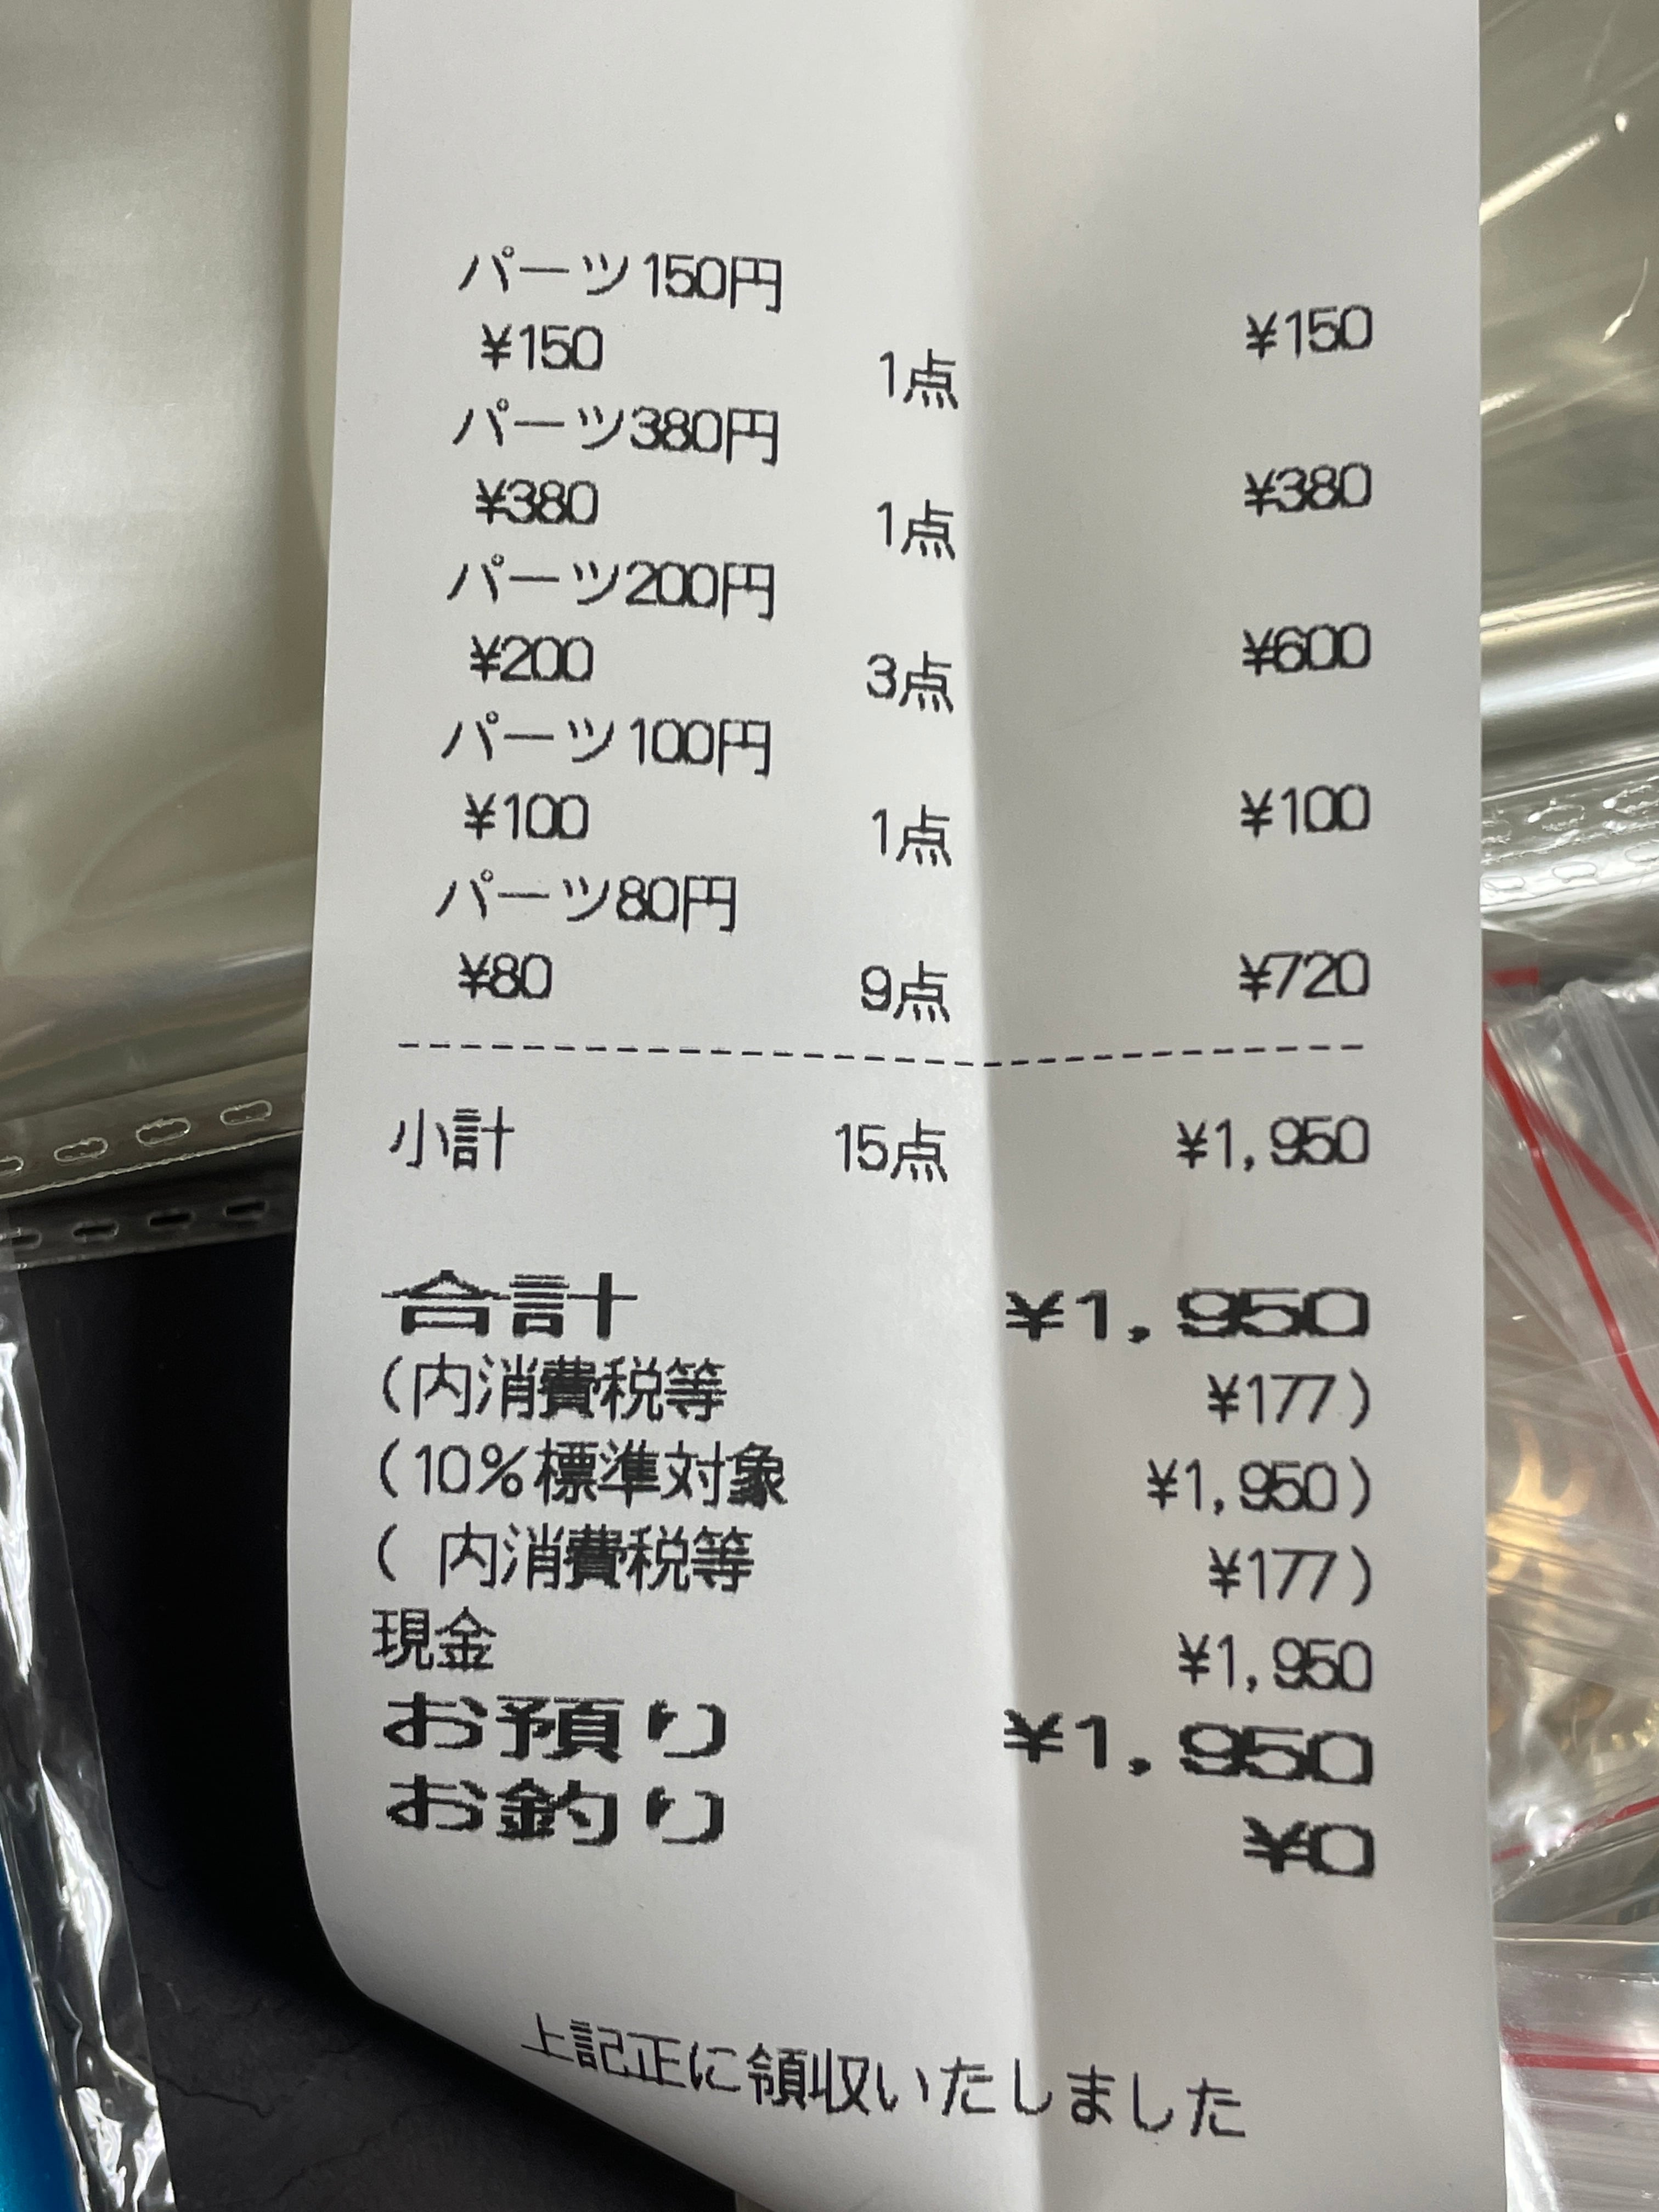 パーツ150円
¥150 1点 ¥150
パーツ380円
¥380 1点 ¥380
パーツ200円
¥200 3点 ¥600
パーツ100円
¥100 1点 ¥100
パーツ80円
¥80 9点 ¥720
小計 15点 ¥1,950
合計 ¥1,950
(内消費税等 ¥177)
(10%標準対象 ¥1,950)
( 内消費税等 ¥177)
現金 ¥1,950
お預り ¥1,950
お釣り ¥0
上記正に領収いたしました